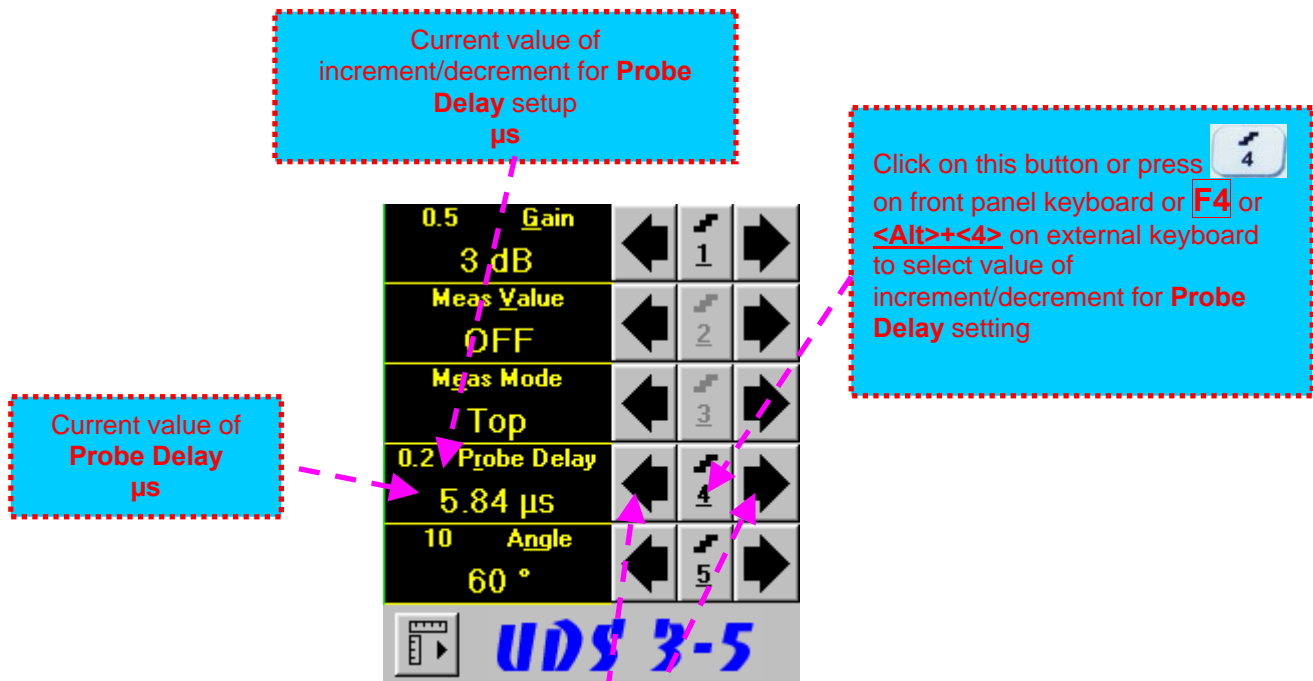 Current value of
increment/decrement for Probe
Delay setup
µs
Click on this button or press 4
on front panel keyboard or F4 or
<Alt>+<4> on external keyboard
to select value of
increment/decrement for Probe
Delay setting
Current value of
Probe Delay
µs
0.5 Gain
3 dB
1
Meas Value
OFF
2
Meas Mode
Top
3
0.2 Probe Delay
5.84 µs
4
10 Angle
60 °
5
UDS 3-5